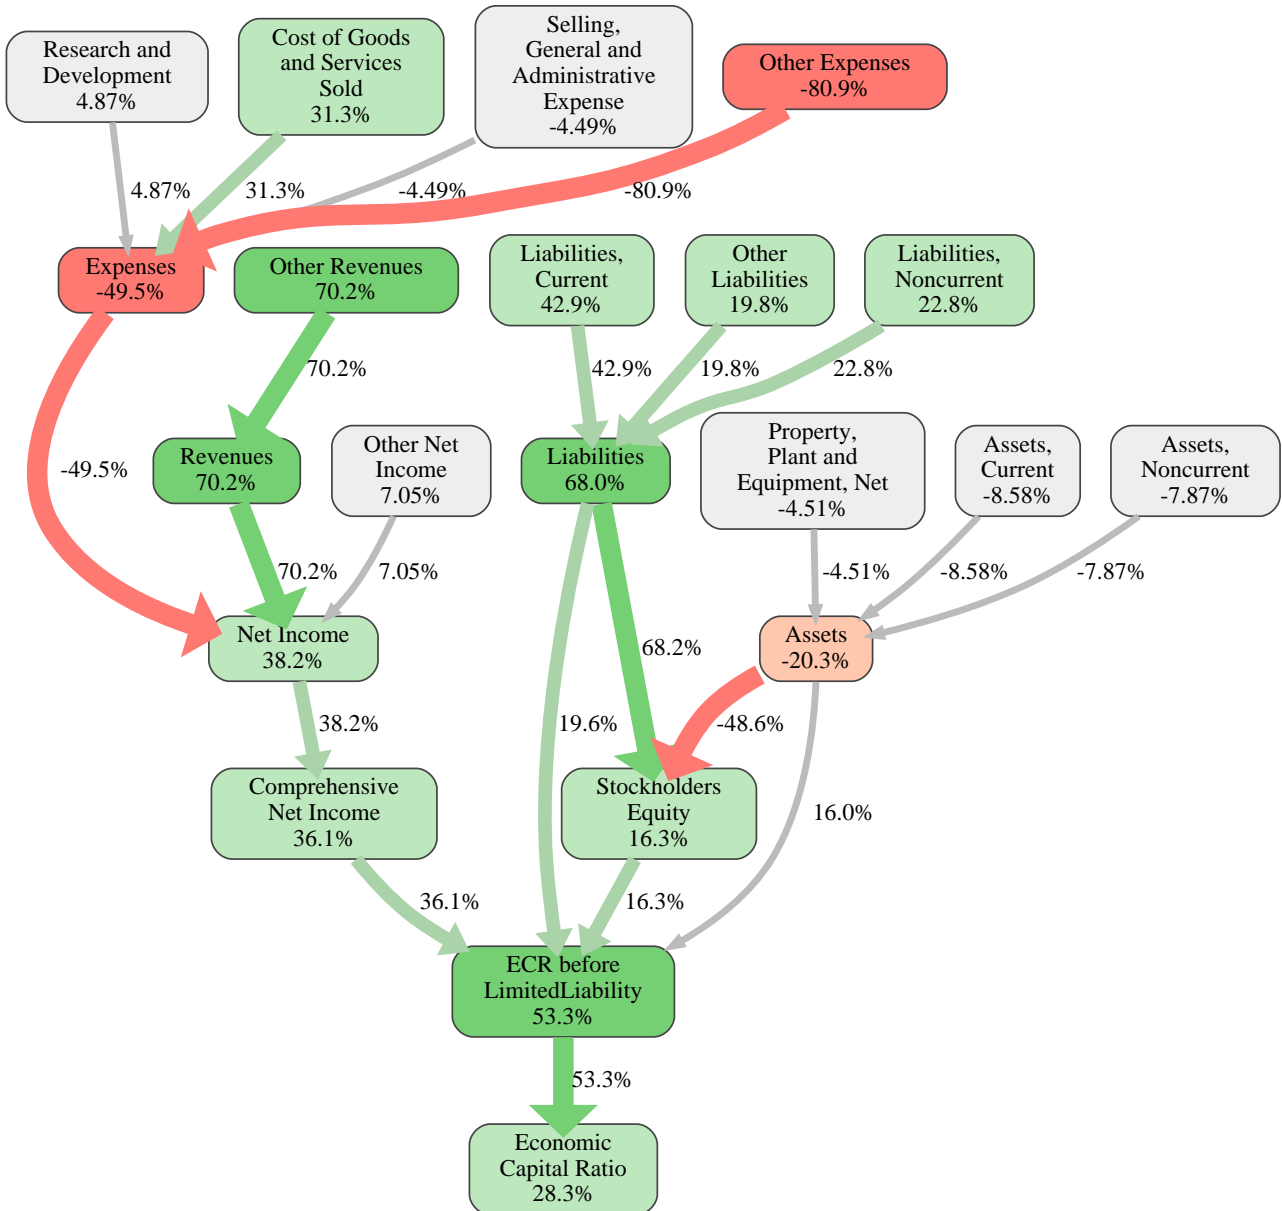 Research and
Development
4.87%
Cost of Goods
and Services
Sold
31.3%
Selling,
General and
Administrative
Expense
-4.49%
Other Expenses
-80.9%
4.87%
31.3%
-4.49%
-80.9%
Expenses
-49.5%
Other Revenues
70.2%
Liabilities,
Current
42.9%
Other
Liabilities
19.8%
Liabilities,
Noncurrent
22.8%
70.2%
42.9%
19.8%
22.8%
-49.5%
Revenues
70.2%
Other Net
Income
7.05%
Liabilities
68.0%
Property,
Plant and
Equipment, Net
-4.51%
Assets,
Current
-8.58%
Assets,
Noncurrent
-7.87%
70.2%
7.05%
-4.51%
-8.58%
-7.87%
Net Income
38.2%
68.2%
Assets
-20.3%
38.2%
19.6%
-48.6%
Comprehensive
Net Income
36.1%
Stockholders
Equity
16.3%
16.0%
36.1%
16.3%
ECR before
LimitedLiability
53.3%
53.3%
Economic
Capital Ratio
28.3%